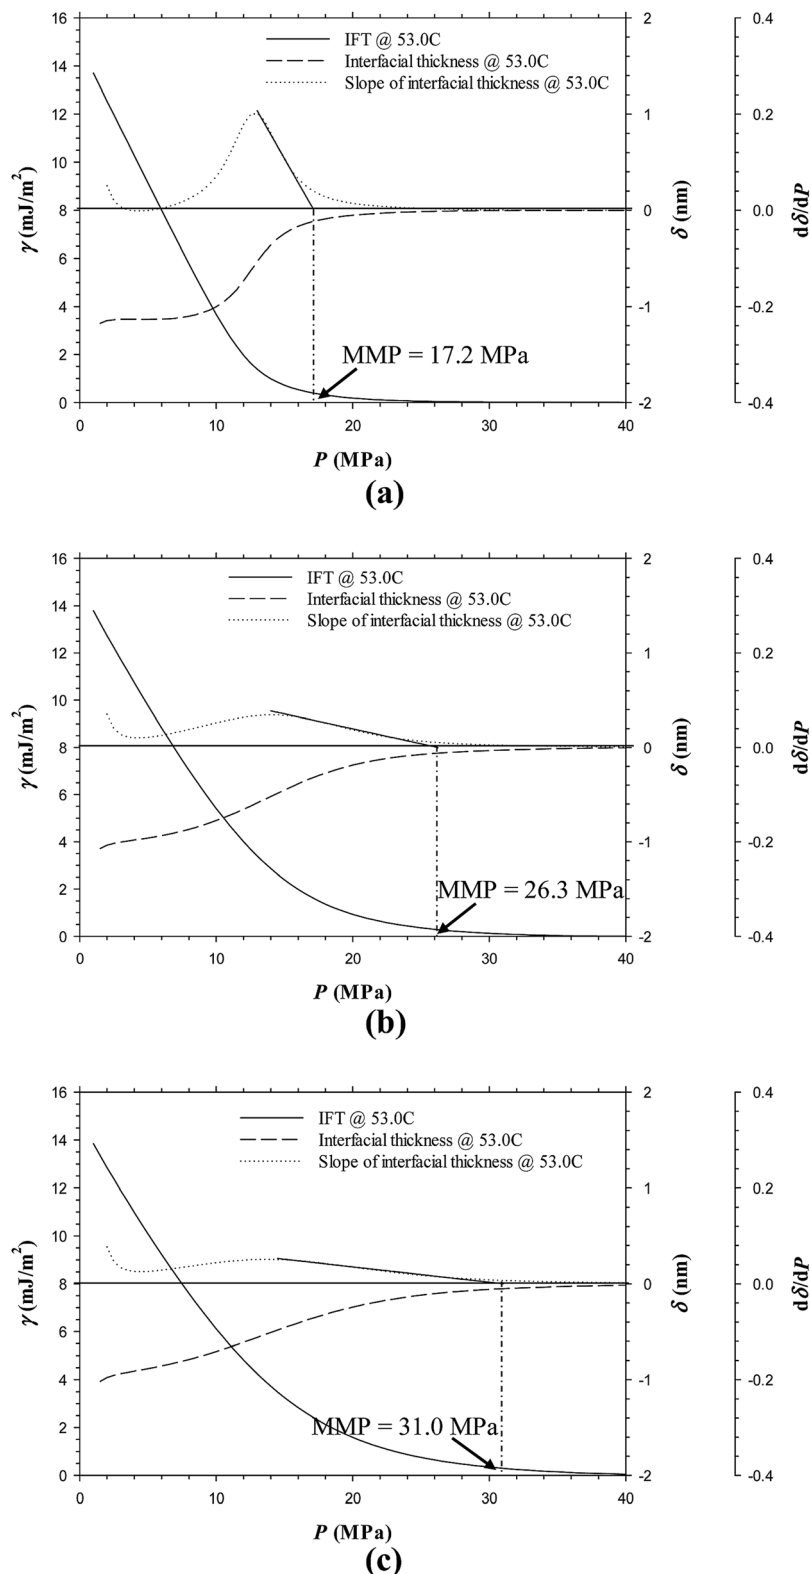 IFT @ 53.0C
Interfacial thickness @ 53.0C
Slope of interfacial thickness @ 53.0C
16
14
12
10
8
6
4
2
0
γ (mJ/m²)
2
1
0
-1
-2
δ (nm)
0.4
0.2
0.0
-0.2
-0.4
dδ/dP
MMP = 17.2 MPa
0 10 20 30 40
P (MPa)
(a)
IFT @ 53.0C
Interfacial thickness @ 53.0C
Slope of interfacial thickness @ 53.0C
16
14
12
10
8
6
4
2
0
γ (mJ/m²)
2
1
0
-1
-2
δ (nm)
0.4
0.2
0.0
-0.2
-0.4
dδ/dP
MMP = 26.3 MPa
0 10 20 30 40
P (MPa)
(b)
IFT @ 53.0C
Interfacial thickness @ 53.0C
Slope of interfacial thickness @ 53.0C
16
14
12
10
8
6
4
2
0
γ (mJ/m²)
2
1
0
-1
-2
δ (nm)
0.4
0.2
0.0
-0.2
-0.4
dδ/dP
MMP = 31.0 MPa
0 10 20 30 40
P (MPa)
(c)